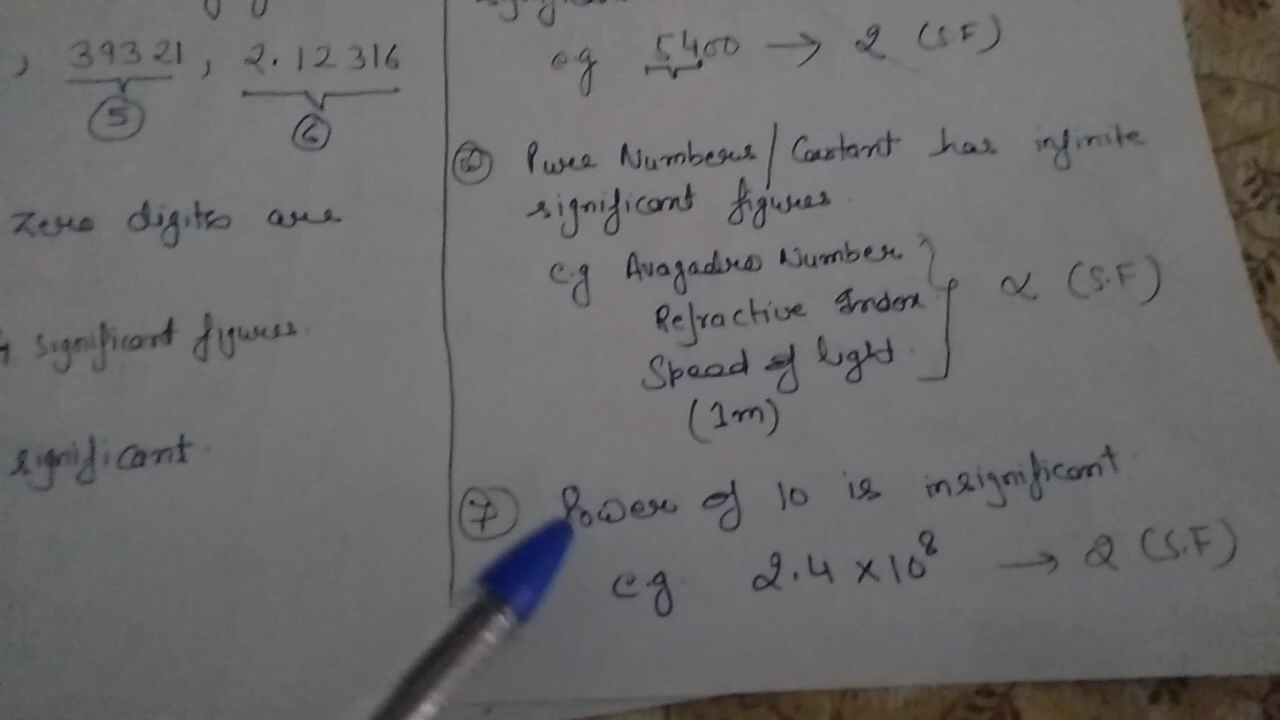 , 39321, 2.12316
5 6
Zero digits are
significant figures.
significant.
eg 5400 → 2 (S.F)
6 Pure Numbers/ Constant has infinite
significant figures.
e.g Avagadro Number
Refractive Index
Speed of light.
(1m)
∝ (S.F)
7 Power of 10 is insignificant.
eg. 2.4 × 10⁸ → 2 (S.F)